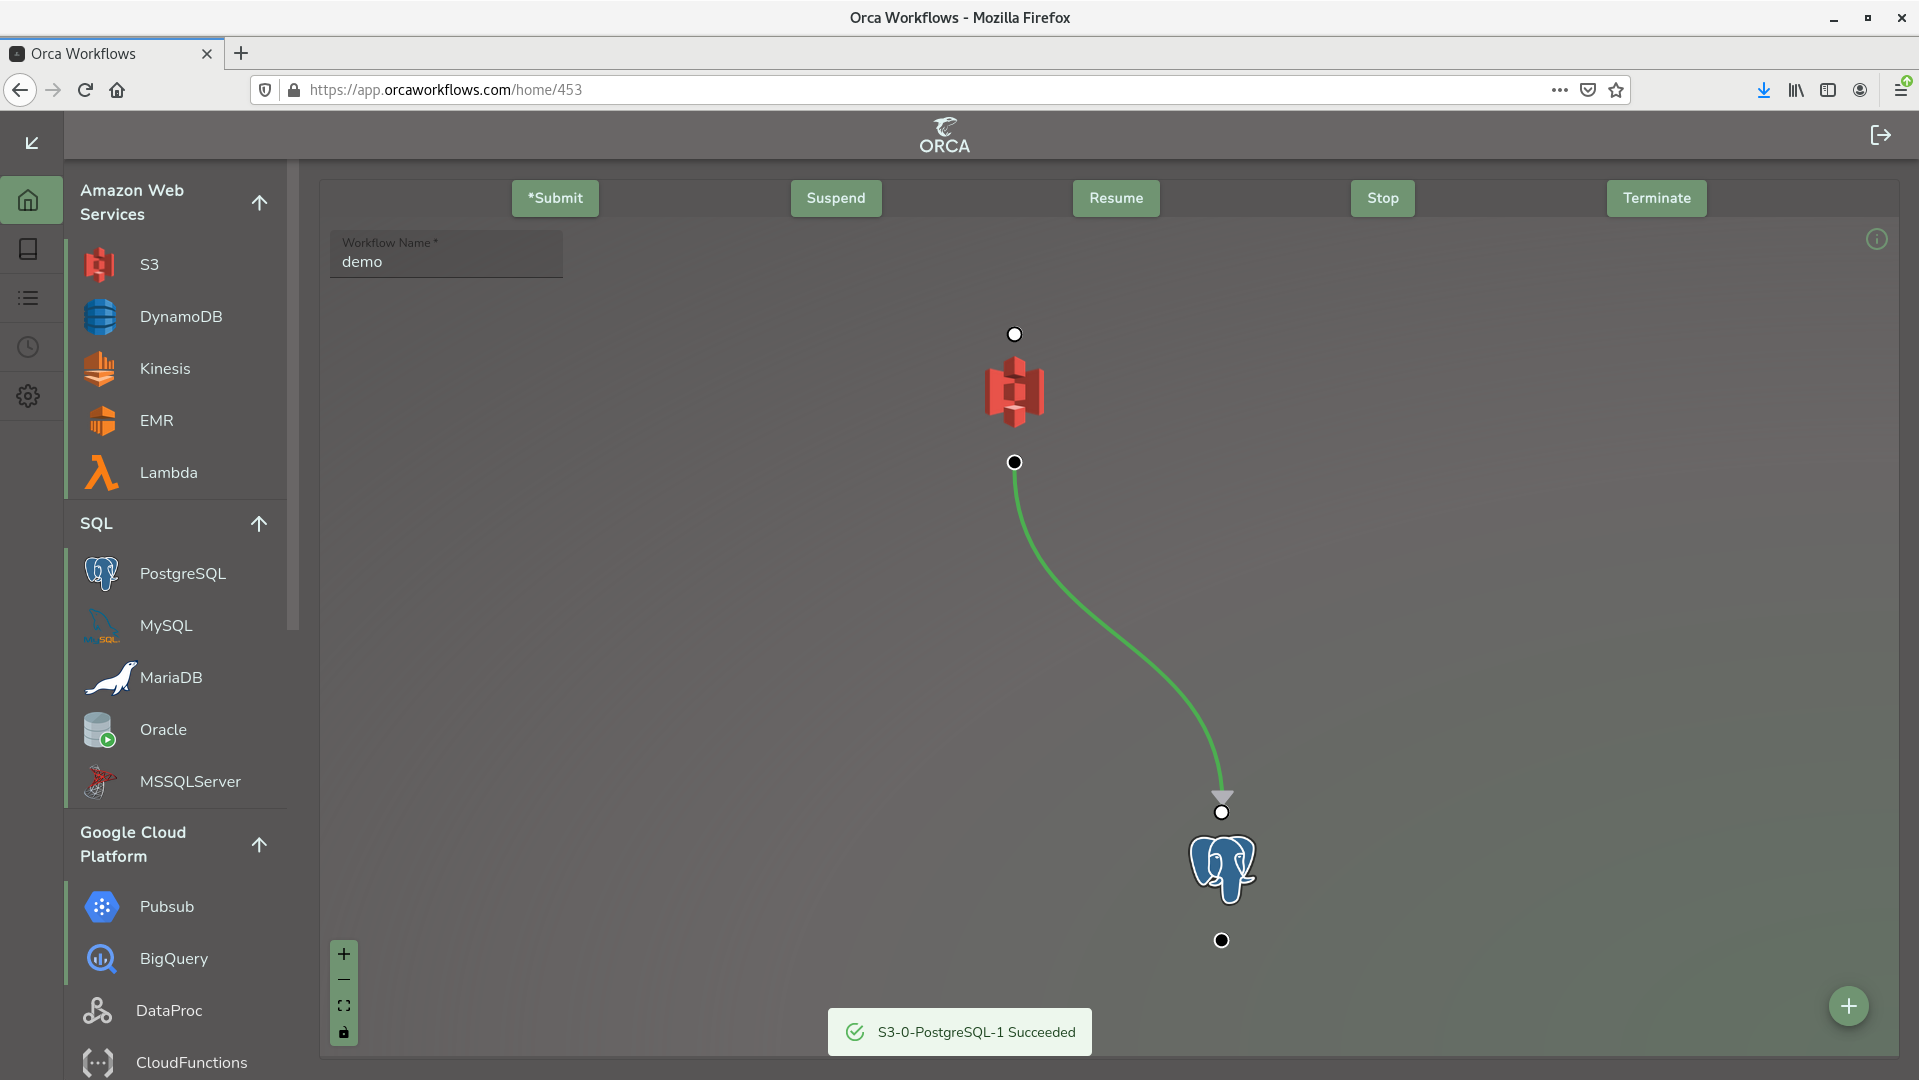 Orca Workflows - Mozilla Firefox
Orca Workflows
https://app.orcaworkflows.com/home/453
ORCA
Amazon Web
Services
S3
DynamoDB
Kinesis
EMR
Lambda
SQL
PostgreSQL
MySQL
MySQL.
MariaDB
Oracle
MSSQLServer
Google Cloud
Platform
Pubsub
BigQuery
DataProc
CloudFunctions
*Submit
Suspend
Resume
Stop
Terminate
Workflow Name *
demo
S3-0-PostgreSQL-1 Succeeded